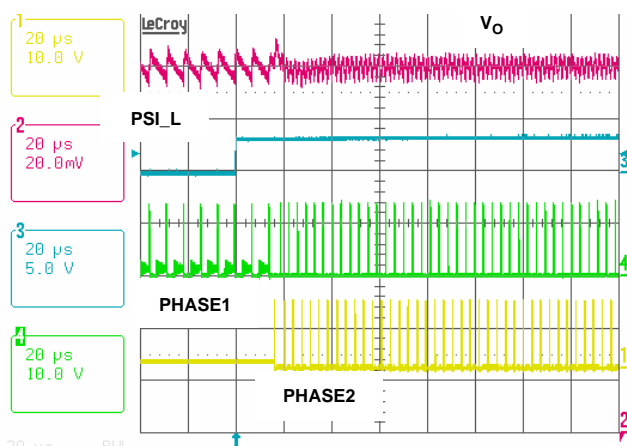 1
20 µs
10.0 V
2
20 µs
20.0mV
3
20 µs
5.0 V
4
20 µs
10.0 V
LeCroy
VO
PSI_L
3
4
PHASE1
1
PHASE2
2